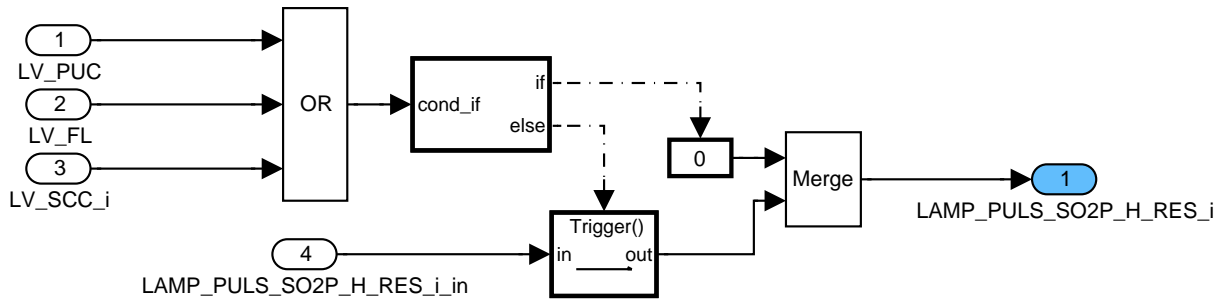 1
LV_PUC
2
LV_FL
3
LV_SCC_i
OR
cond_if
if
else
0
Merge
1
LAMP_PULS_SO2P_H_RES_i
4
LAMP_PULS_SO2P_H_RES_i_in
Trigger()
in
out